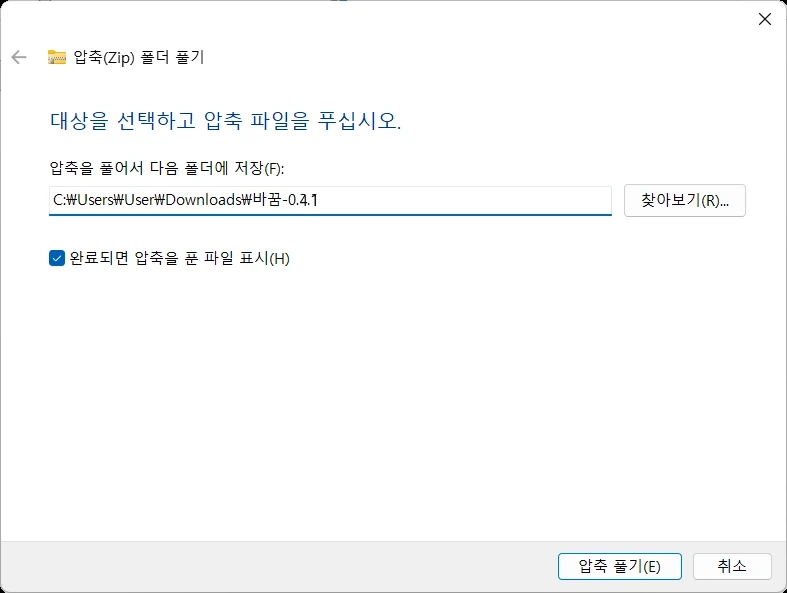 압축(Zip) 폴더 풀기
대상을 선택하고 압축 파일을 푸십시오.
압축을 풀어서 다음 폴더에 저장(F):
C:₩Users₩User₩Downloads₩바꿈-0.4.1
찾아보기(R)...
완료되면 압축을 푼 파일 표시(H)
압축 풀기(E)
취소